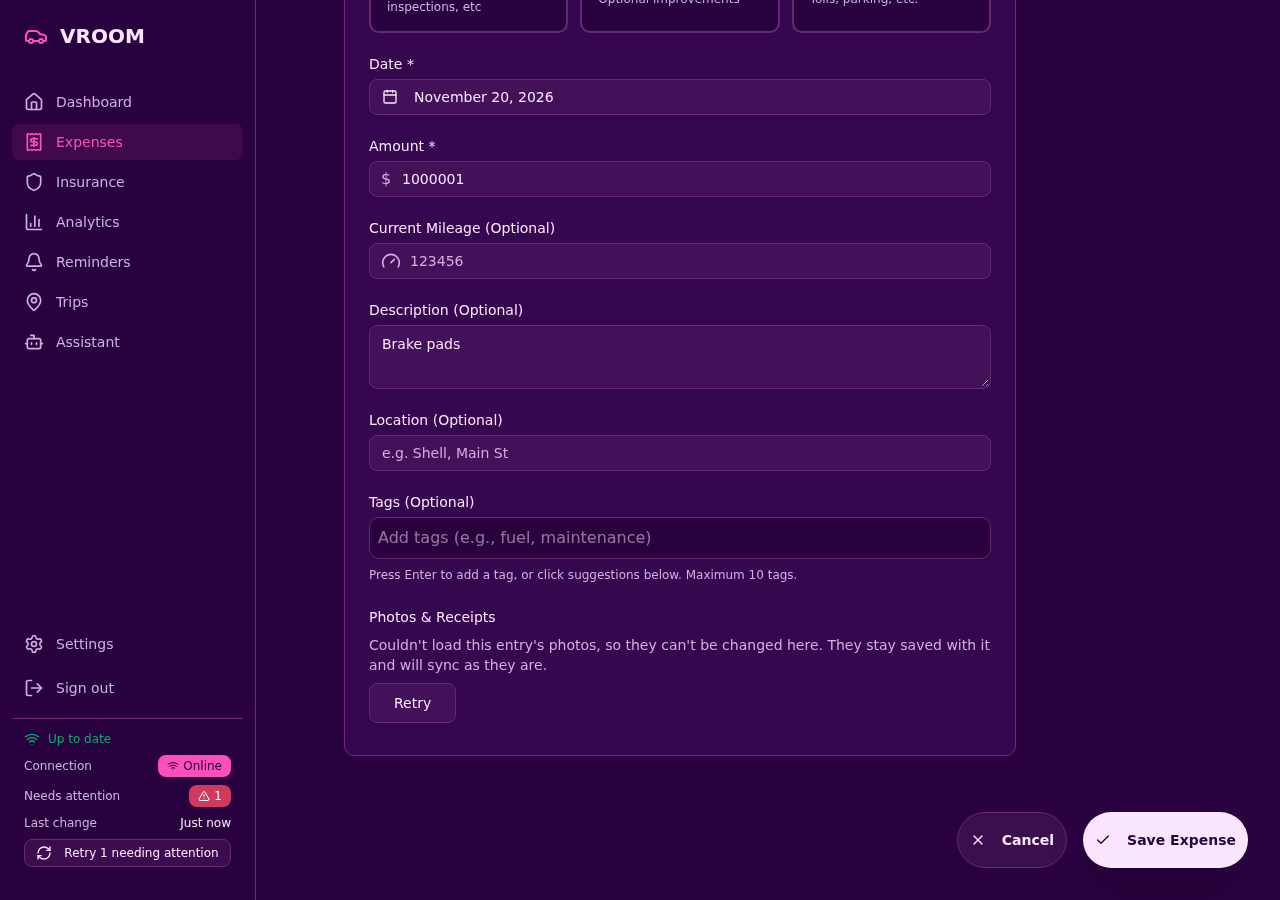 VROOM
Dashboard
Expenses
Insurance
Analytics
Reminders
Trips
Assistant
Settings
Sign out
Up to date
Connection
Online
Needs attention
1
Last change
Just now
Retry 1 needing attention
inspections, etc
Optional improvements
Tolls, parking, etc.
Date *
November 20, 2026
Amount *
$ 1000001
Current Mileage (Optional)
123456
Description (Optional)
Brake pads
Location (Optional)
e.g. Shell, Main St
Tags (Optional)
Add tags (e.g., fuel, maintenance)
Press Enter to add a tag, or click suggestions below. Maximum 10 tags.
Photos & Receipts
Couldn't load this entry's photos, so they can't be changed here. They stay saved with it
and will sync as they are.
Retry
Cancel
Save Expense